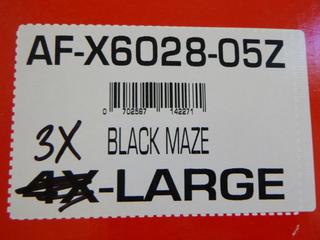 AF-X6028-05Z
0 702567 142271
3X BLACK MAZE
4X-LARGE